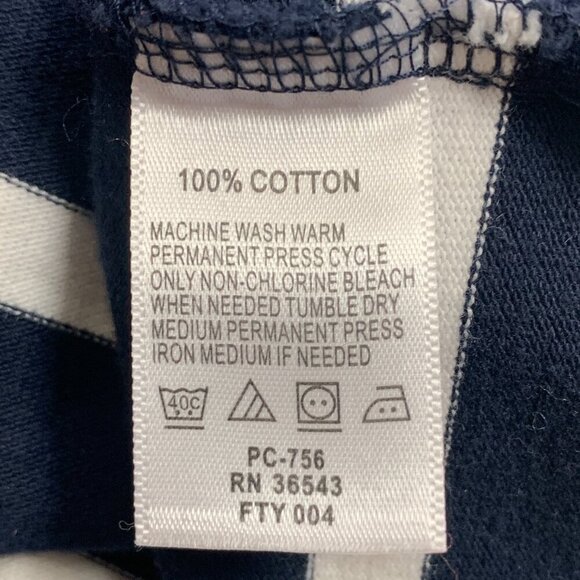 100% COTTON
MACHINE WASH WARM
PERMANENT PRESS CYCLE
ONLY NON-CHLORINE BLEACH
WHEN NEEDED TUMBLE DRY
MEDIUM PERMANENT PRESS
IRON MEDIUM IF NEEDED
40C
PC-756
RN 36543
FTY 004